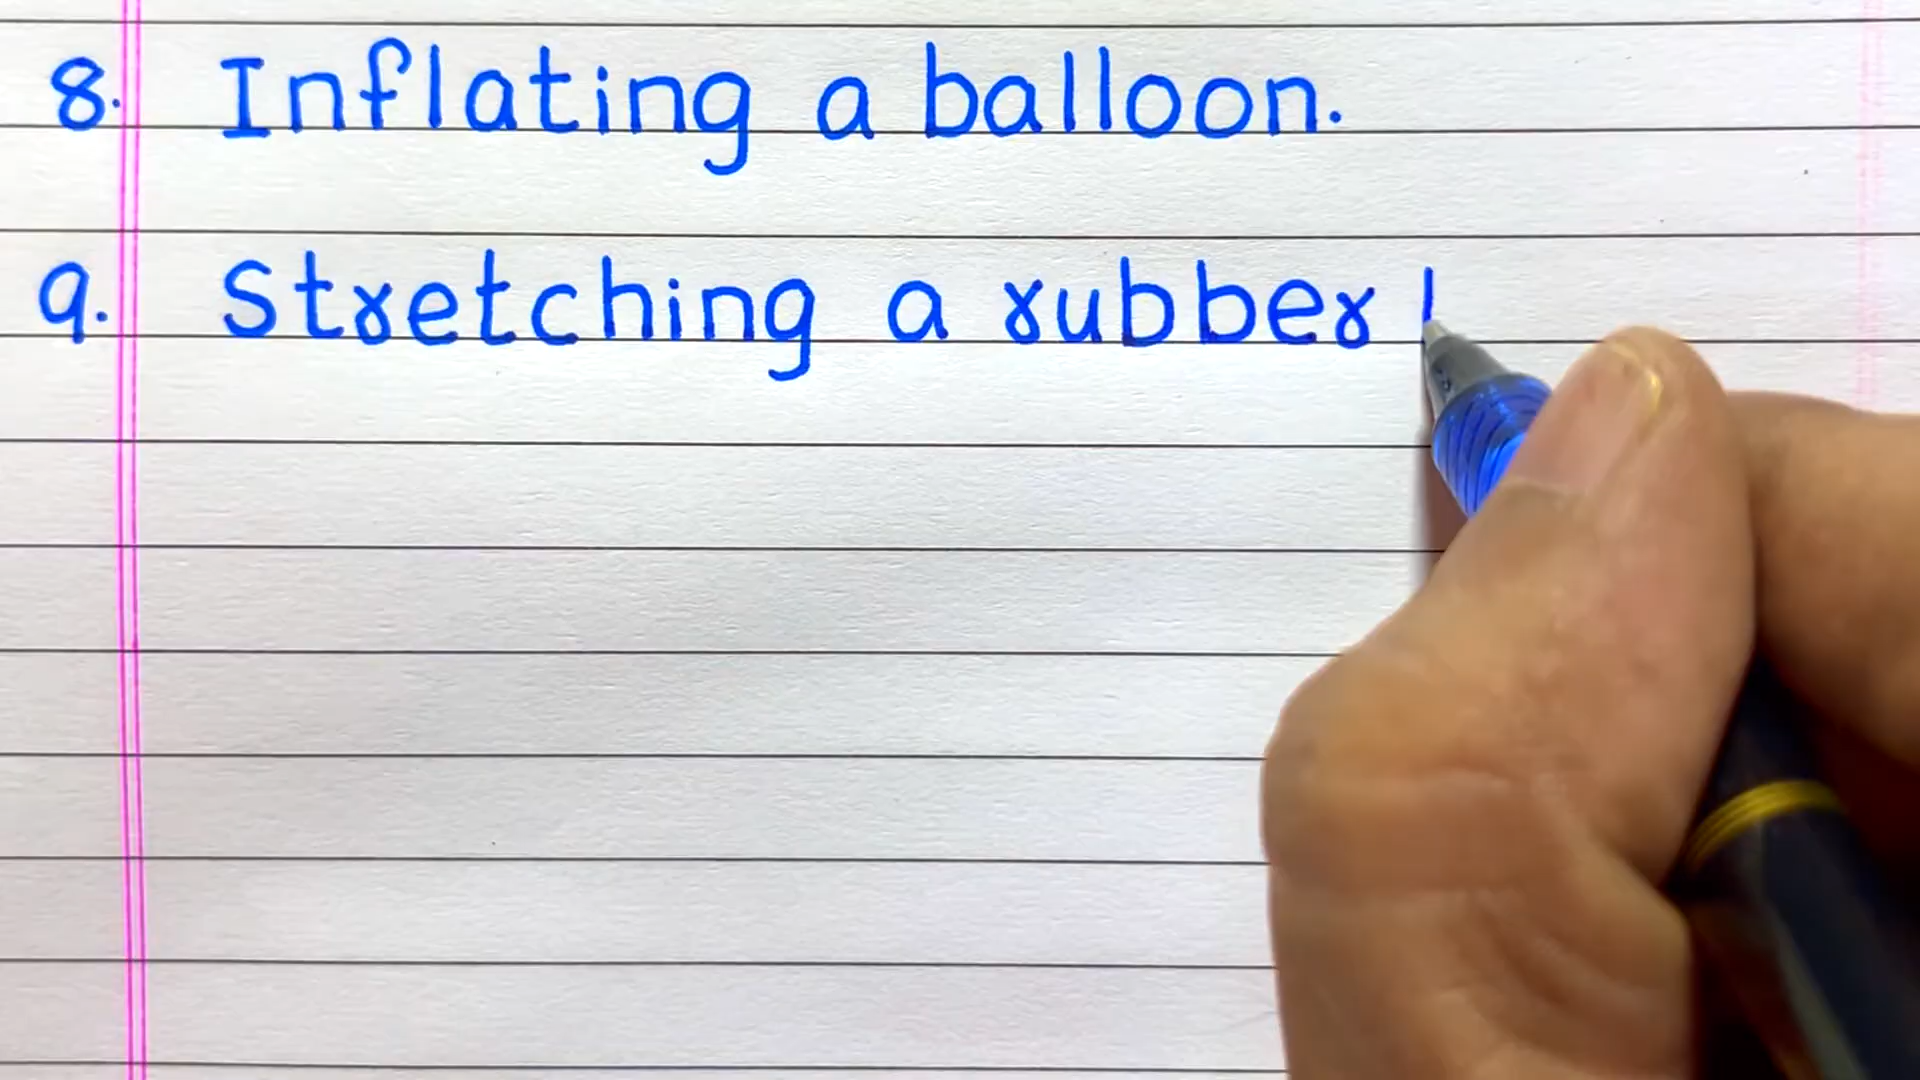 8. Inflating a balloon.
9. Stretching a rubber